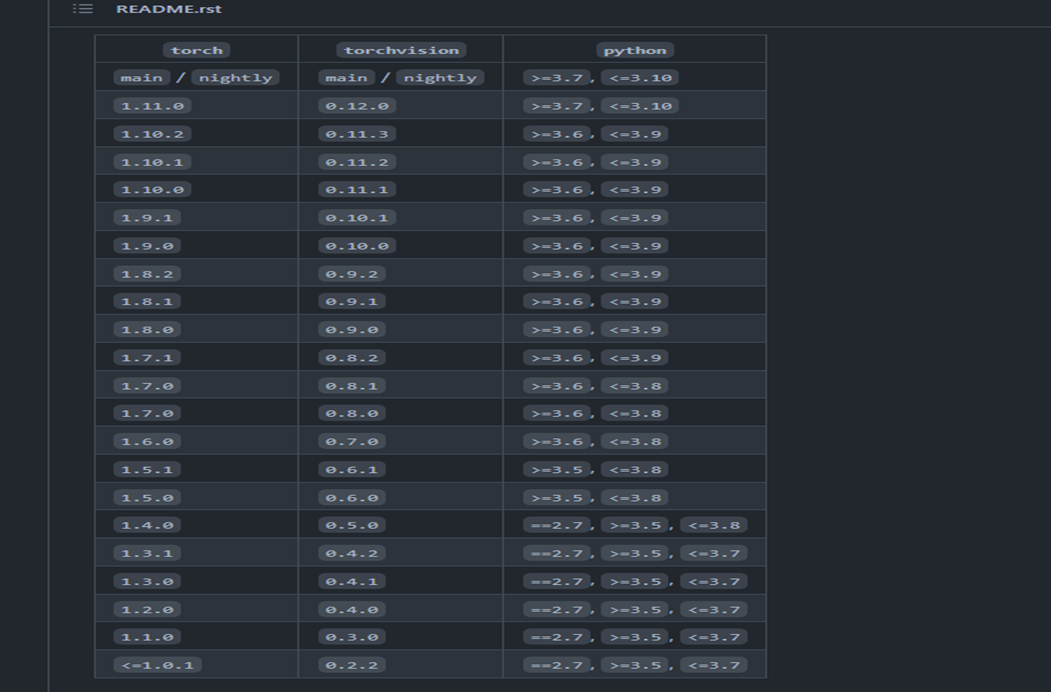 README.rst
torch torchvision python
main / nightly main / nightly >=3.7, <=3.10
1.11.0 0.12.0 >=3.7, <=3.10
1.10.2 0.11.3 >=3.6, <=3.9
1.10.1 0.11.2 >=3.6, <=3.9
1.10.0 0.11.1 >=3.6, <=3.9
1.9.1 0.10.1 >=3.6, <=3.9
1.9.0 0.10.0 >=3.6, <=3.9
1.8.2 0.9.2 >=3.6, <=3.9
1.8.1 0.9.1 >=3.6, <=3.9
1.8.0 0.9.0 >=3.6, <=3.9
1.7.1 0.8.2 >=3.6, <=3.9
1.7.0 0.8.1 >=3.6, <=3.8
1.7.0 0.8.0 >=3.6, <=3.8
1.6.0 0.7.0 >=3.6, <=3.8
1.5.1 0.6.1 >=3.5, <=3.8
1.5.0 0.6.0 >=3.5, <=3.8
1.4.0 0.5.0 ==2.7, >=3.5, <=3.8
1.3.1 0.4.2 ==2.7, >=3.5, <=3.7
1.3.0 0.4.1 ==2.7, >=3.5, <=3.7
1.2.0 0.4.0 ==2.7, >=3.5, <=3.7
1.1.0 0.3.0 ==2.7, >=3.5, <=3.7
<=1.0.1 0.2.2 ==2.7, >=3.5, <=3.7